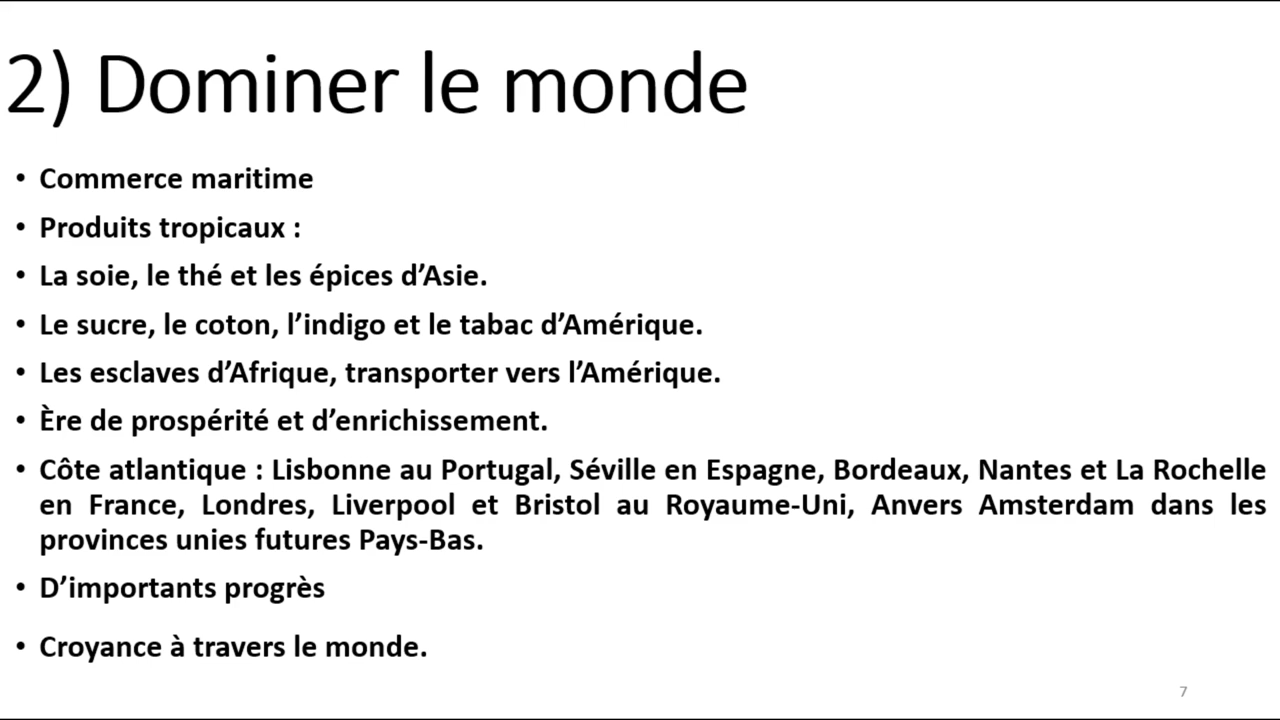 2) Dominer le monde
• Commerce maritime
• Produits tropicaux :
• La soie, le thé et les épices d’Asie.
• Le sucre, le coton, l’indigo et le tabac d’Amérique.
• Les esclaves d’Afrique, transporter vers l’Amérique.
• Ère de prospérité et d’enrichissement.
• Côte atlantique : Lisbonne au Portugal, Séville en Espagne, Bordeaux, Nantes et La Rochelle
en France, Londres, Liverpool et Bristol au Royaume-Uni, Anvers Amsterdam dans les
provinces unies futures Pays-Bas.
• D’importants progrès
• Croyance à travers le monde.
7